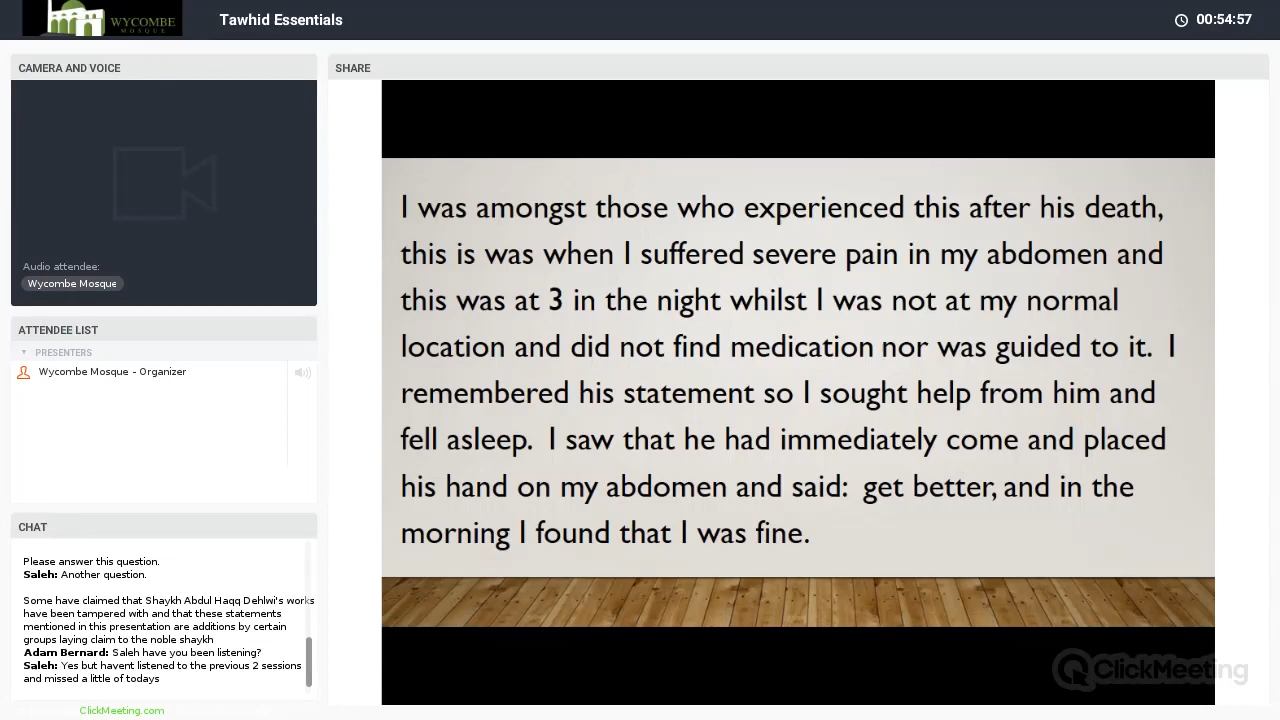 WYCOMBE
MOSQUE
Tawhid Essentials
00:54:57
CAMERA AND VOICE
Audio attendee:
Wycombe Mosque
ATTENDEE LIST
PRESENTERS
Wycombe Mosque - Organizer
CHAT
Please answer this question.
Saleh: Another question.
Some have claimed that Shaykh Abdul Haqq Dehlwi's works
have been tampered with and that these statements
mentioned in this presentation are additions by certain
groups laying claim to the noble shaykh
Adam Bernard: Saleh have you been listening?
Saleh: Yes but havent listened to the previous 2 sessions
and missed a little of todays
ClickMeeting.com
SHARE
I was amongst those who experienced this after his death,
this is was when I suffered severe pain in my abdomen and
this was at 3 in the night whilst I was not at my normal
location and did not find medication nor was guided to it. I
remembered his statement so I sought help from him and
fell asleep. I saw that he had immediately come and placed
his hand on my abdomen and said: get better, and in the
morning I found that I was fine.
ClickMeeting